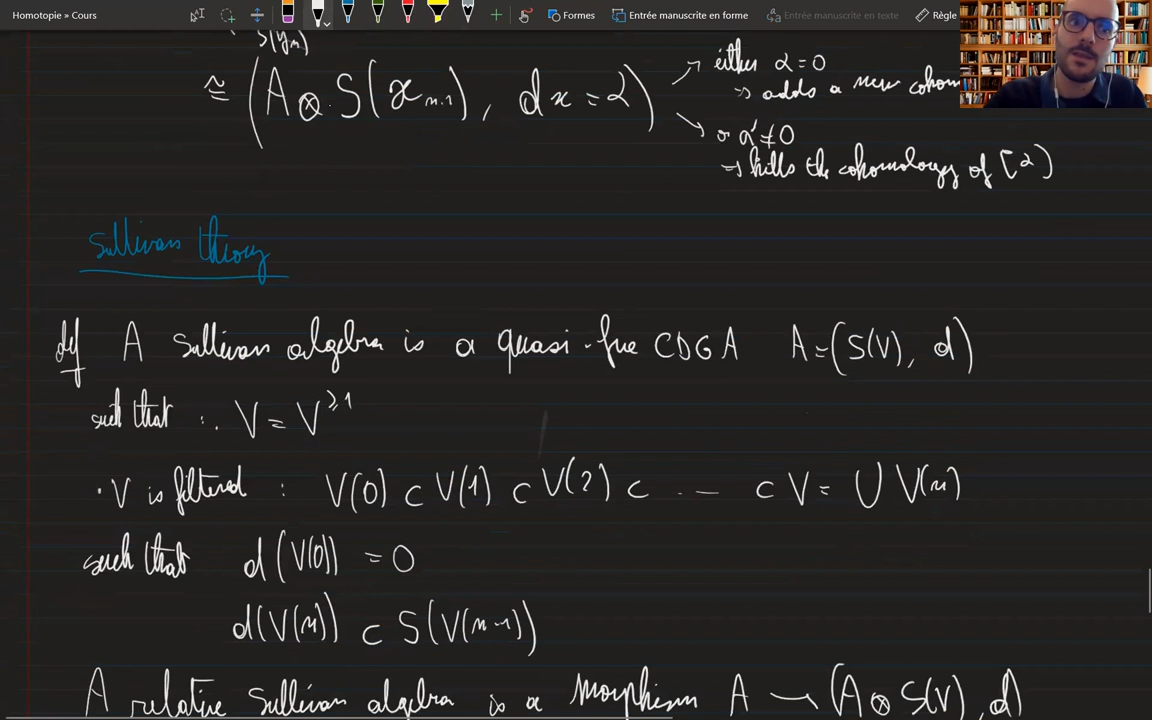 Homotopie » Cours
Formes
Entrée manuscrite en forme
Entrée manuscrite en texte
Règle
S(yₙ)
≅ (A ⊗ S(xₙ₋₁), dx = α)
either α = 0
→ adds a new cohom
or α ≠ 0
→ kills the cohomology of [α]
Sullivan theory
def A Sullivan algebra is a quasi-free CDGA A = (S(V), d)
such that : · V = V^≥1
· V is filtered : V(0) ⊂ V(1) ⊂ V(2) ⊂ ... ⊂ V = ∪ V(n)
such that d(V(0)) = 0
d(V(n)) ⊂ S(V(n-1))
A relative Sullivan algebra is a morphism A → (A ⊗ S(V), d)